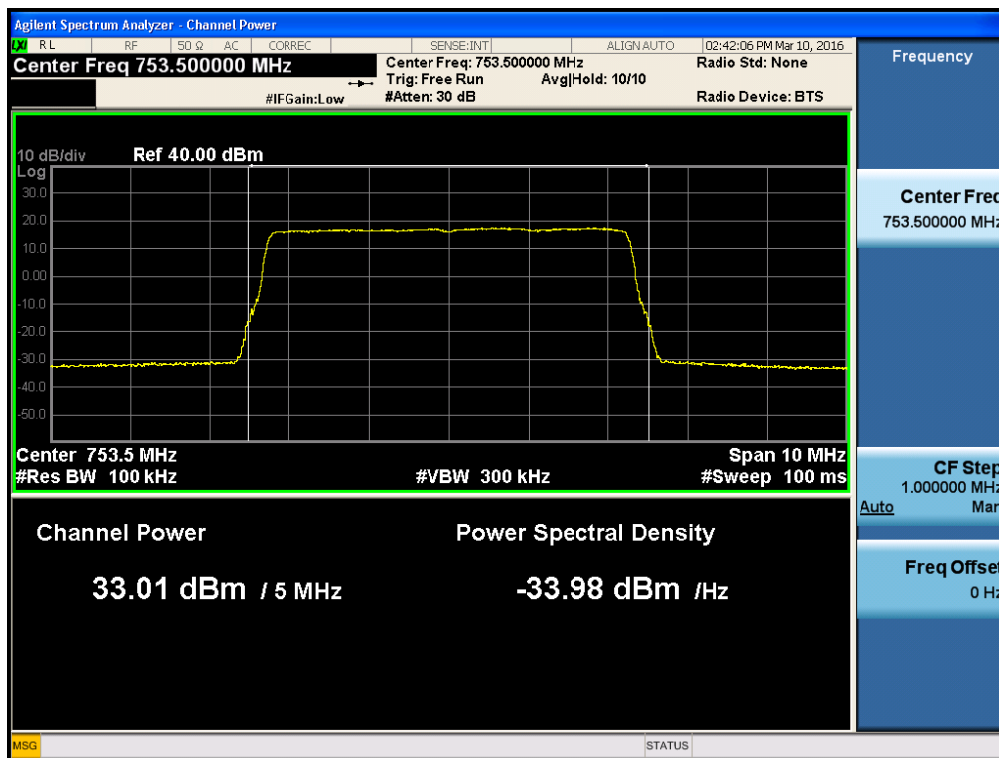 Agilent Spectrum Analyzer - Channel Power
LXI RL RF 50 Ω AC CORREC SENSE:INT ALIGN AUTO 02:42:06 PM Mar 10, 2016
Center Freq 753.500000 MHz
#IFGain:Low
Center Freq: 753.500000 MHz
Trig: Free Run Avg|Hold: 10/10
#Atten: 30 dB
Radio Std: None
Radio Device: BTS
10 dB/div Ref 40.00 dBm
Log
30.0
20.0
10.0
0.00
-10.0
-20.0
-30.0
-40.0
-50.0
Center 753.5 MHz Span 10 MHz
#Res BW 100 kHz #VBW 300 kHz #Sweep 100 ms
Channel Power Power Spectral Density
33.01 dBm / 5 MHz -33.98 dBm /Hz
Frequency
Center Freq
753.500000 MHz
CF Step
1.000000 MHz
Auto Man
Freq Offset
0 Hz
MSG STATUS